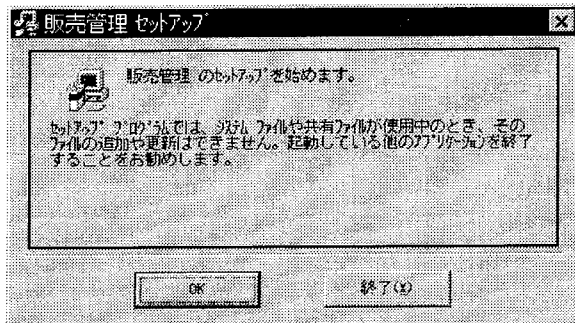 販売管理 ｾｯﾄｱｯﾌﾟ
販売管理 のｾｯﾄｱｯﾌﾟを始めます。
ｾｯﾄｱｯﾌﾟ ﾌﾟﾛｸﾞﾗﾑでは、ｼｽﾃﾑ ﾌｧｲﾙや共有ﾌｧｲﾙが使用中のとき、その
ﾌｧｲﾙの追加や更新はできません。起動している他のｱﾌﾟﾘｹｰｼｮﾝを終了
することをお勧めします。
OK
終了(X)